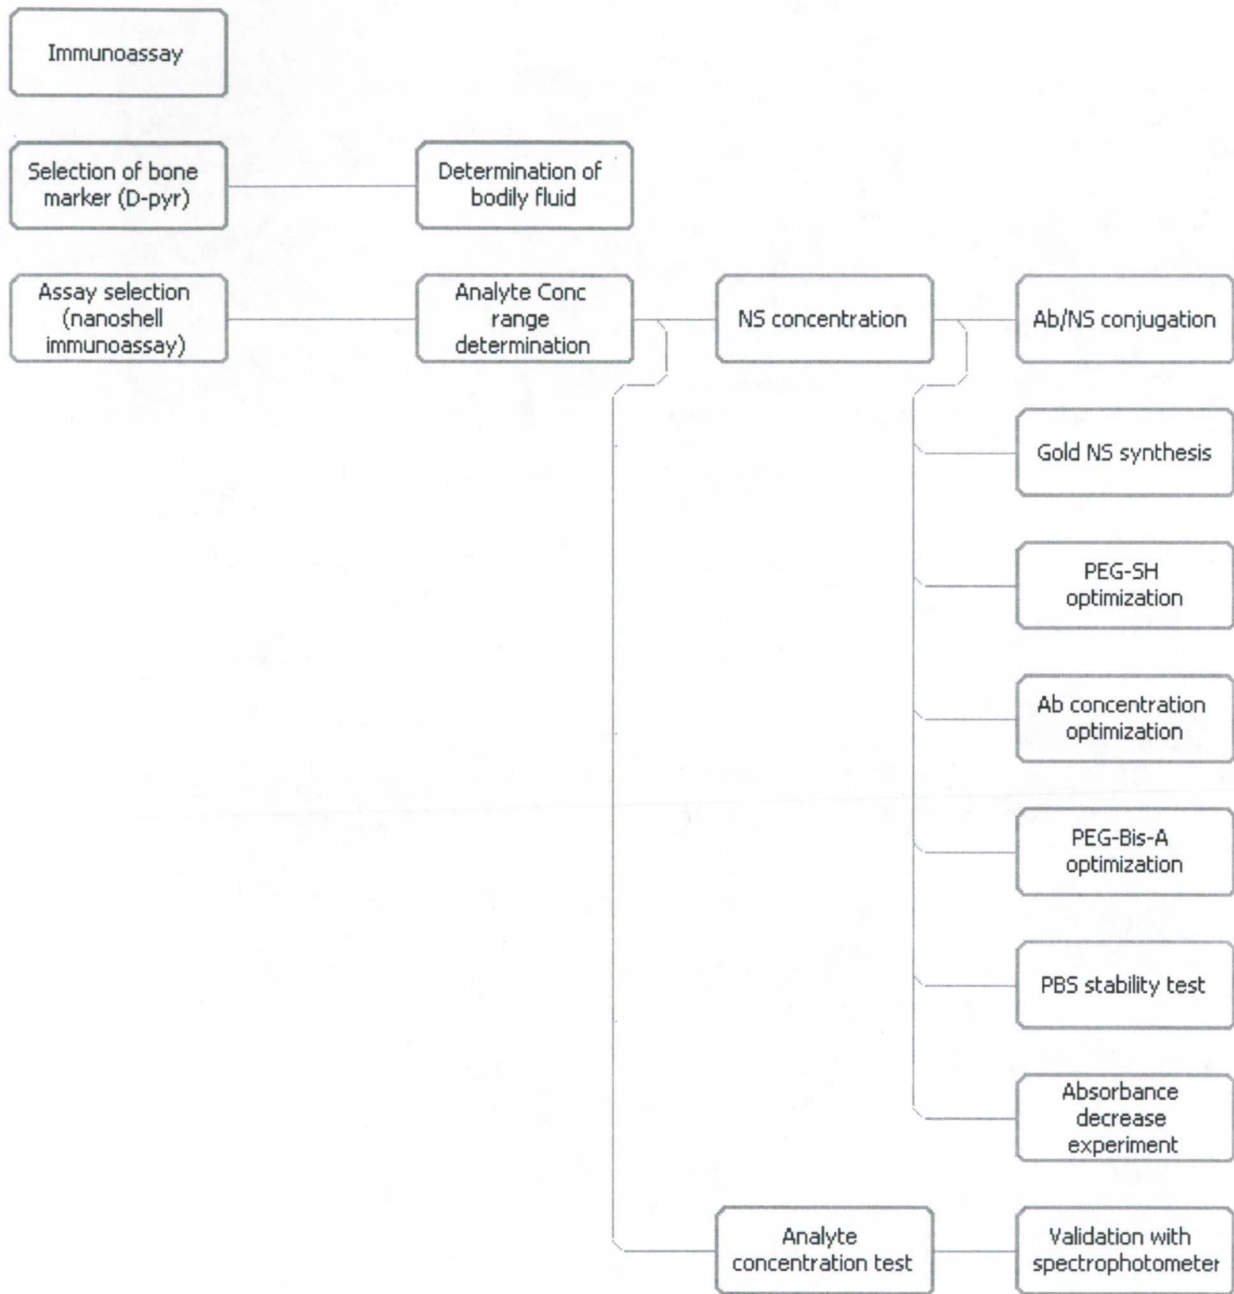 Immunoassay
Selection of bone
marker (D-pyr)
Determination of
bodily fluid
Assay selection
(nanoshell
immunoassay)
Analyte Conc
range
determination
NS concentration
Ab/NS conjugation
Gold NS synthesis
PEG-SH
optimization
Ab concentration
optimization
PEG-Bis-A
optimization
PBS stability test
Absorbance
decrease
experiment
Analyte
concentration test
Validation with
spectrophotometer